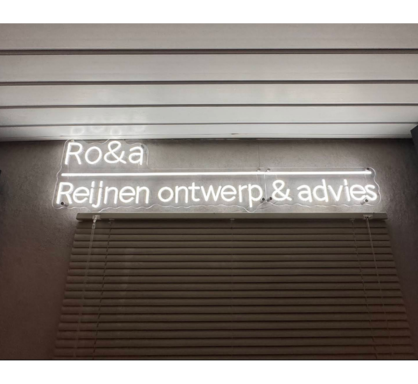 Ro&a
Reijnen ontwerp & advies